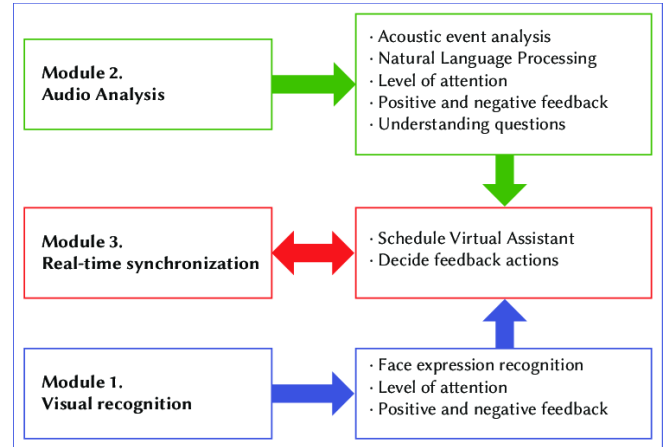 Module 2.
Audio Analysis
· Acoustic event analysis
· Natural Language Processing
· Level of attention
· Positive and negative feedback
· Understanding questions
Module 3.
Real-time synchronization
· Schedule Virtual Assistant
· Decide feedback actions
Module 1.
Visual recognition
· Face expression recognition
· Level of attention
· Positive and negative feedback